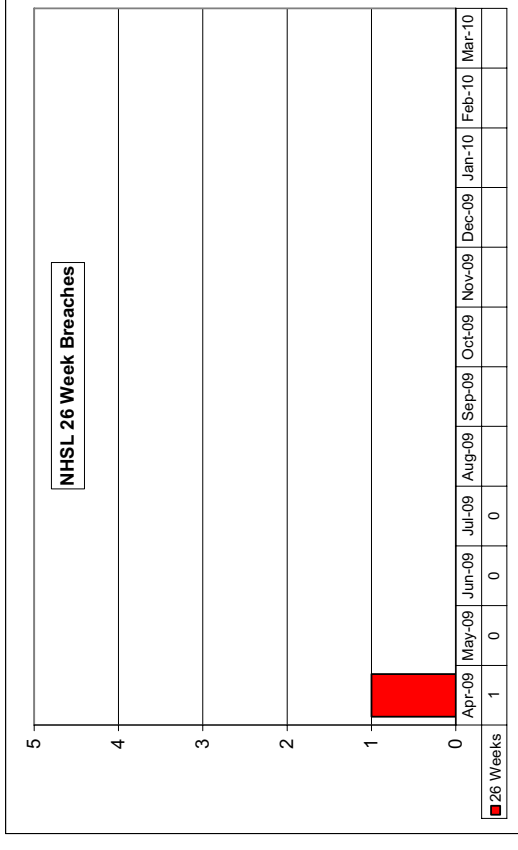 NHSL 26 Week Breaches
5
4
3
2
1
0
Apr-09 May-09 Jun-09 Jul-09 Aug-09 Sep-09 Oct-09 Nov-09 Dec-09 Jan-10 Feb-10 Mar-10
26 Weeks 1 0 0 0